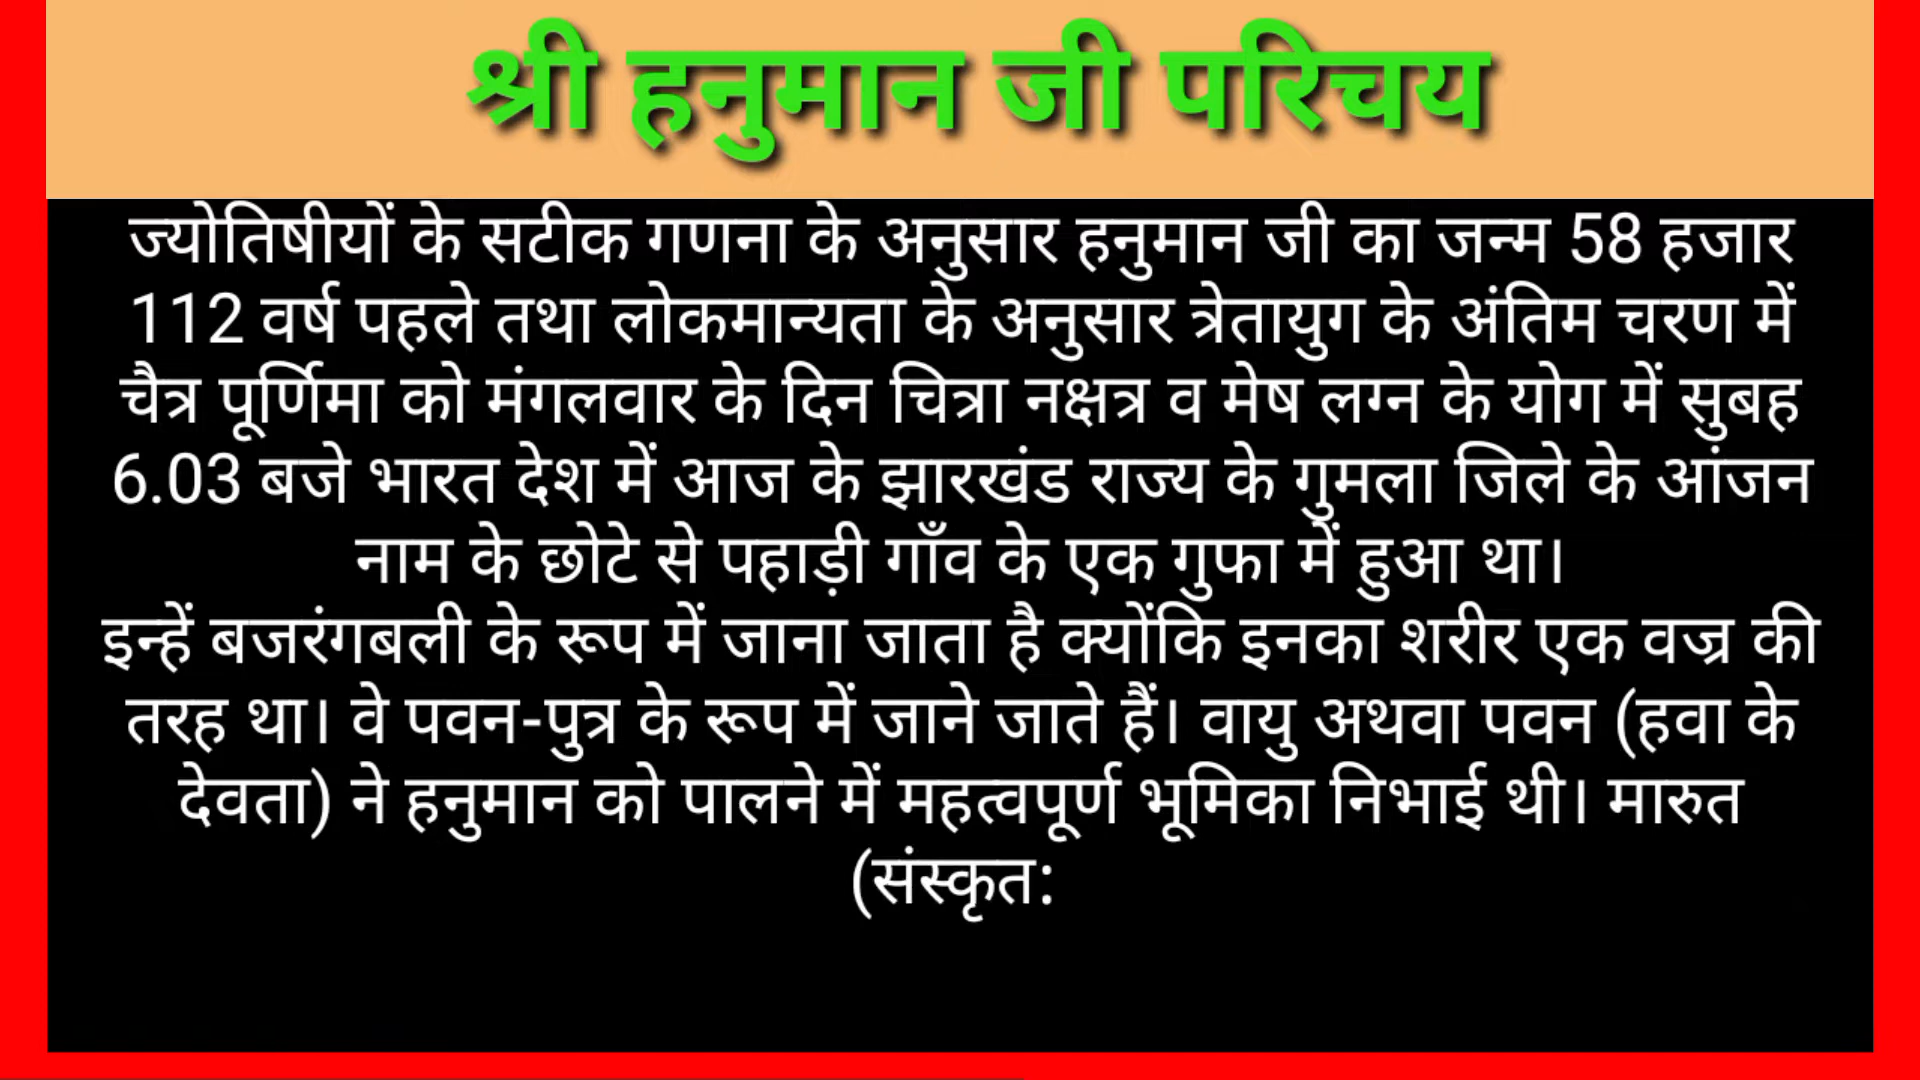 श्री हनुमान जी परिचय
ज्योतिषीयों के सटीक गणना के अनुसार हनुमान जी का जन्म 58 हजार
112 वर्ष पहले तथा लोकमान्यता के अनुसार त्रेतायुग के अंतिम चरण में
चैत्र पूर्णिमा को मंगलवार के दिन चित्रा नक्षत्र व मेष लग्न के योग में सुबह
6.03 बजे भारत देश में आज के झारखंड राज्य के गुमला जिले के आंजन
नाम के छोटे से पहाड़ी गाँव के एक गुफा में हुआ था।
इन्हें बजरंगबली के रूप में जाना जाता है क्योंकि इनका शरीर एक वज्र की
तरह था। वे पवन-पुत्र के रूप में जाने जाते हैं। वायु अथवा पवन (हवा के
देवता) ने हनुमान को पालने में महत्वपूर्ण भूमिका निभाई थी। मारुत
(संस्कृत: